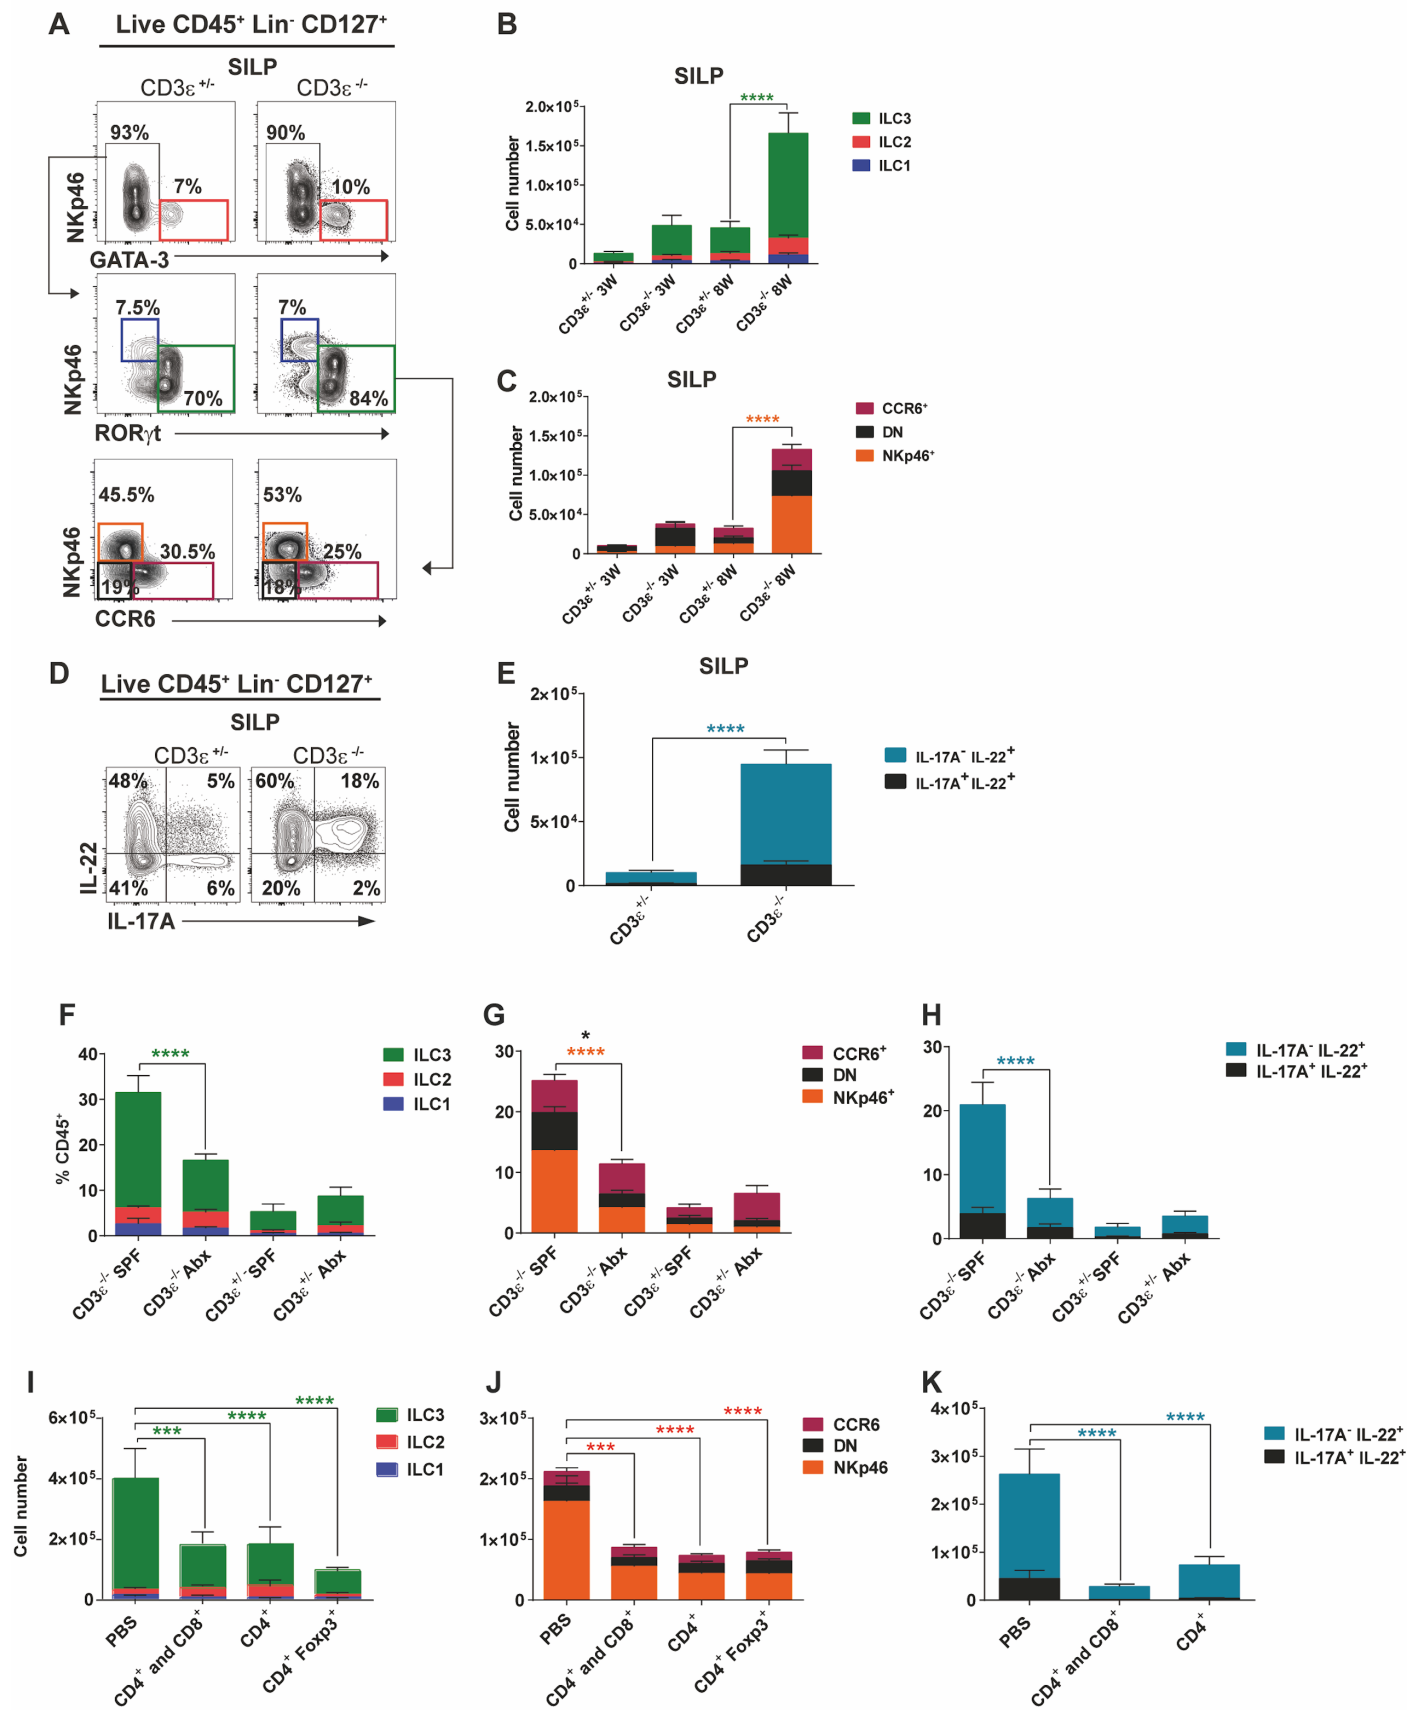 A
Live CD45⁺ Lin⁻ CD127⁺
SILP
CD3ε⁺/⁻ CD3ε⁻/⁻
93% 90%
7% 10%
NKp46
GATA-3
7.5% 7%
70% 84%
NKp46
RORγt
45.5% 53%
30.5% 25%
19% 18%
NKp46
CCR6
B
SILP
****
Cell number
2.0×10⁵
1.5×10⁵
1.0×10⁵
5.0×10⁴
0
CD3ε⁺/⁻ 3W
CD3ε⁻/⁻ 3W
CD3ε⁺/⁻ 8W
CD3ε⁻/⁻ 8W
ILC3
ILC2
ILC1
C
SILP
****
Cell number
2.0×10⁵
1.5×10⁵
1.0×10⁵
5.0×10⁴
0
CD3ε⁺/⁻ 3W
CD3ε⁻/⁻ 3W
CD3ε⁺/⁻ 8W
CD3ε⁻/⁻ 8W
CCR6⁺
DN
NKp46⁺
D
Live CD45⁺ Lin⁻ CD127⁺
SILP
CD3ε⁺/⁻ CD3ε⁻/⁻
48% 5% 60% 18%
41% 6% 20% 2%
IL-22
IL-17A
E
SILP
****
Cell number
2×10⁵
1×10⁵
5×10⁴
0
CD3ε⁺/⁻
CD3ε⁻/⁻
IL-17A⁻ IL-22⁺
IL-17A⁺ IL-22⁺
F
****
% CD45⁺
40
30
20
10
0
CD3ε⁻/⁻ SPF
CD3ε⁻/⁻ Abx
CD3ε⁺/⁻ SPF
CD3ε⁺/⁻ Abx
ILC3
ILC2
ILC1
G
*
****
30
20
10
0
CD3ε⁻/⁻ SPF
CD3ε⁻/⁻ Abx
CD3ε⁺/⁻ SPF
CD3ε⁺/⁻ Abx
CCR6⁺
DN
NKp46⁺
H
****
30
20
10
0
CD3ε⁻/⁻ SPF
CD3ε⁻/⁻ Abx
CD3ε⁺/⁻ SPF
CD3ε⁺/⁻ Abx
IL-17A⁻ IL-22⁺
IL-17A⁺ IL-22⁺
I
****
****
***
Cell number
6×10⁵
4×10⁵
2×10⁵
0
PBS
CD4⁺ and CD8⁺
CD4⁺
CD4⁺ Foxp3⁺
ILC3
ILC2
ILC1
J
****
****
***
3×10⁵
2×10⁵
1×10⁵
0
PBS
CD4⁺ and CD8⁺
CD4⁺
CD4⁺ Foxp3⁺
CCR6
DN
NKp46
K
****
****
4×10⁵
3×10⁵
2×10⁵
1×10⁵
0
PBS
CD4⁺ and CD8⁺
CD4⁺
IL-17A⁻ IL-22⁺
IL-17A⁺ IL-22⁺